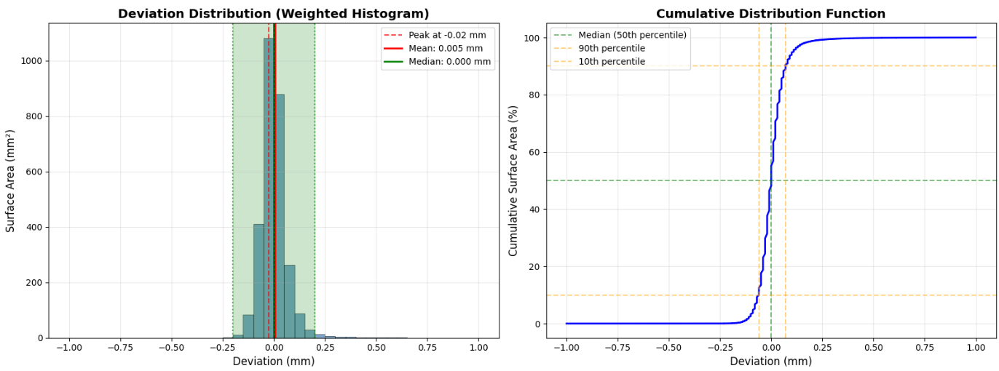 Deviation Distribution (Weighted Histogram)
Peak at -0.02 mm
Mean: 0.005 mm
Median: 0.000 mm
Surface Area (mm²)
1000
800
600
400
200
0
−1.00 −0.75 −0.50 −0.25 0.00 0.25 0.50 0.75 1.00
Deviation (mm)
Cumulative Distribution Function
Median (50th percentile)
90th percentile
10th percentile
Cumulative Surface Area (%)
100
80
60
40
20
0
−1.00 −0.75 −0.50 −0.25 0.00 0.25 0.50 0.75 1.00
Deviation (mm)